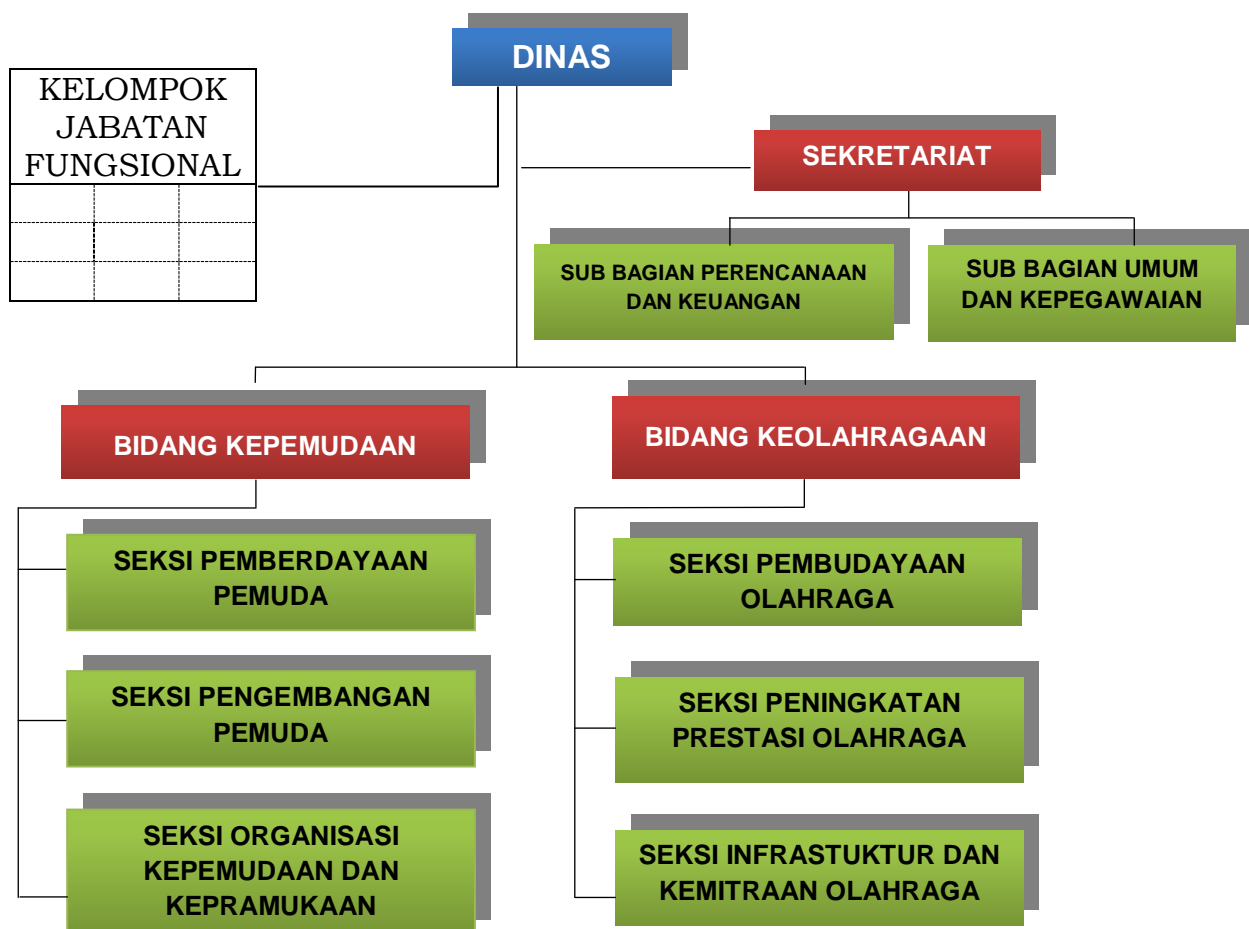 DINAS
KELOMPOK
JABATAN
FUNGSIONAL
SEKRETARIAT
SUB BAGIAN PERENCANAAN
DAN KEUANGAN
SUB BAGIAN UMUM
DAN KEPEGAWAIAN
BIDANG KEPEMUDAAN
BIDANG KEOLAHRAGAAN
SEKSI PEMBERDAYAAN
PEMUDA
SEKSI PENGEMBANGAN
PEMUDA
SEKSI ORGANISASI
KEPEMUDAAN DAN
KEPRAMUKAAN
SEKSI PEMBUDAYAAN
OLAHRAGA
SEKSI PENINGKATAN
PRESTASI OLAHRAGA
SEKSI INFRASTUKTUR DAN
KEMITRAAN OLAHRAGA